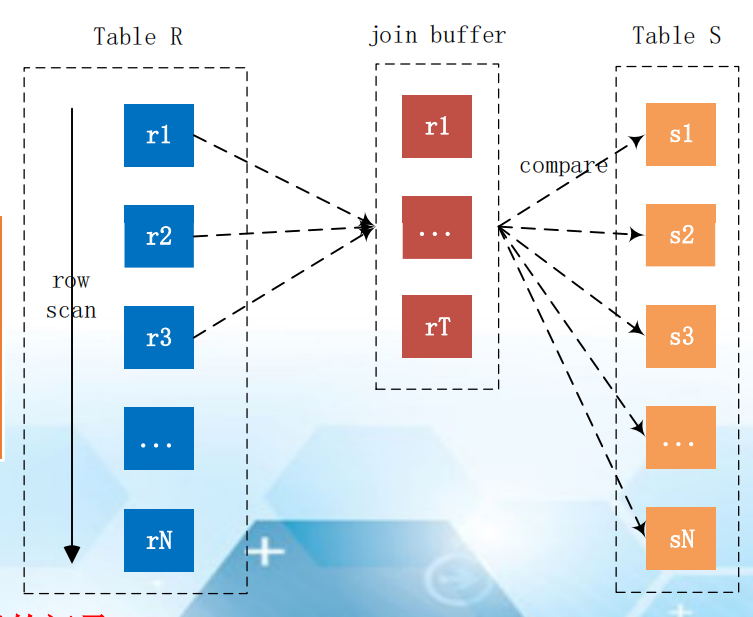 Table R
join buffer
Table S
r1
r1
s1
compare
r2
...
s2
row
scan
r3
rT
s3
...
...
rN
sN